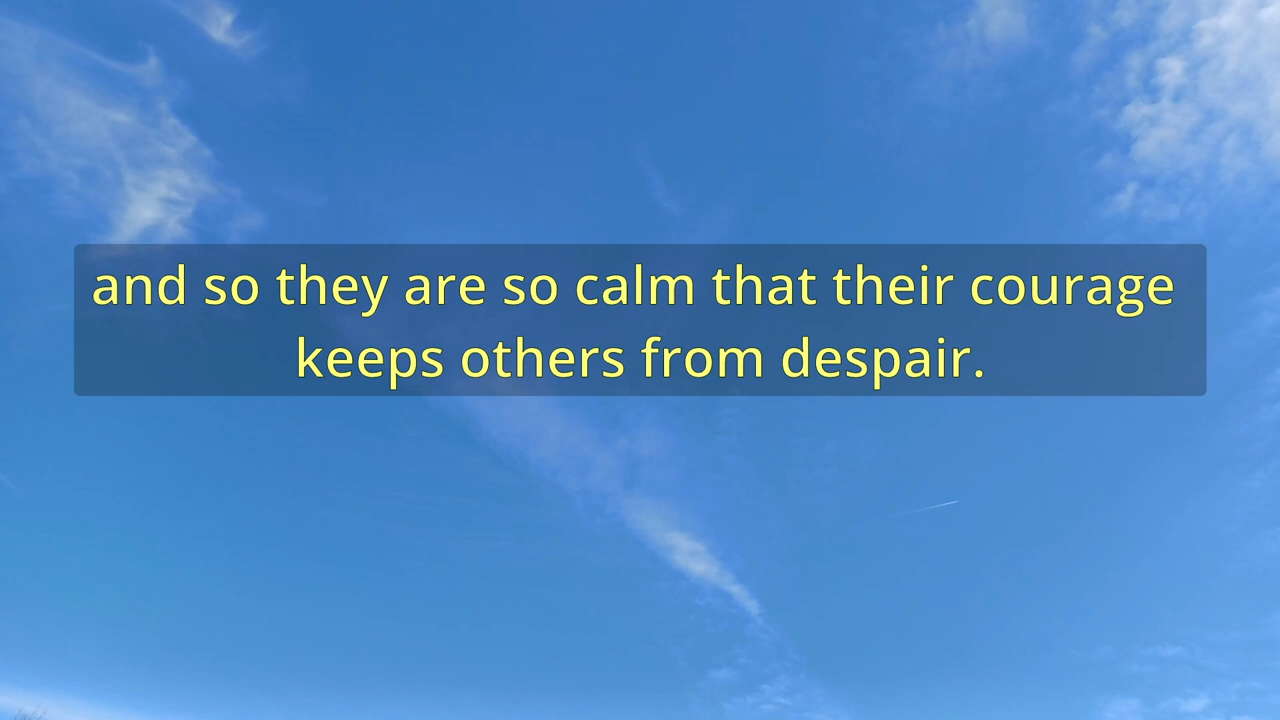 and so they are so calm that their courage
keeps others from despair.